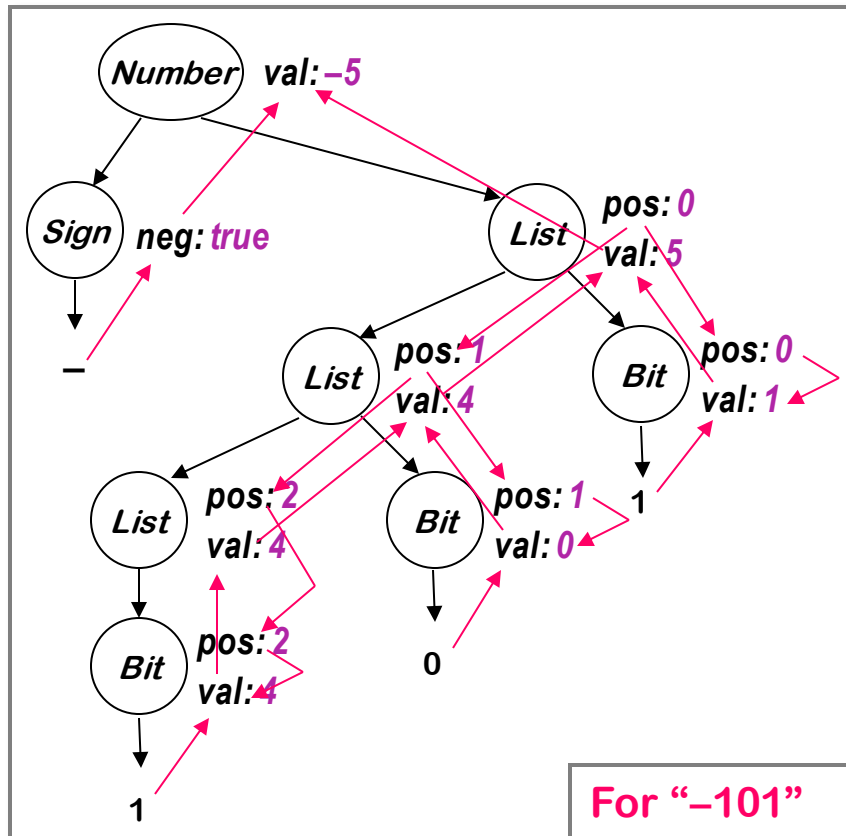 Number val: –5
Sign neg: true
List pos: 0
val: 5
–
List pos: 1
val: 4
Bit pos: 0
val: 1
List pos: 2
val: 4
Bit pos: 1
val: 0
1
Bit pos: 2
val: 4
0
1
For “–101”